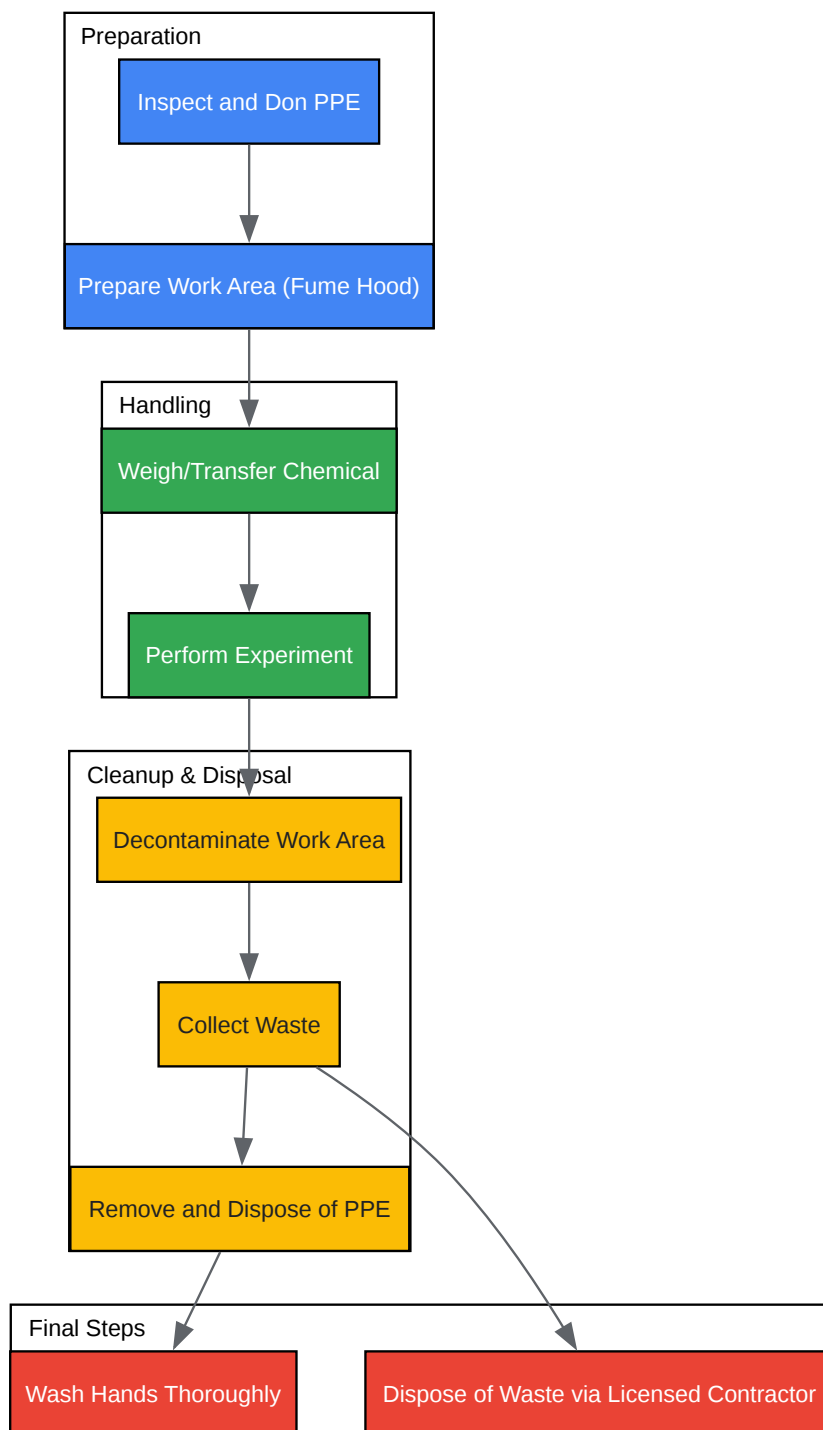 Preparation
Inspect and Don PPE
Prepare Work Area (Fume Hood)
Handling
Weigh/Transfer Chemical
Perform Experiment
Cleanup & Disposal
Decontaminate Work Area
Collect Waste
Remove and Dispose of PPE
Final Steps
Wash Hands Thoroughly
Dispose of Waste via Licensed Contractor